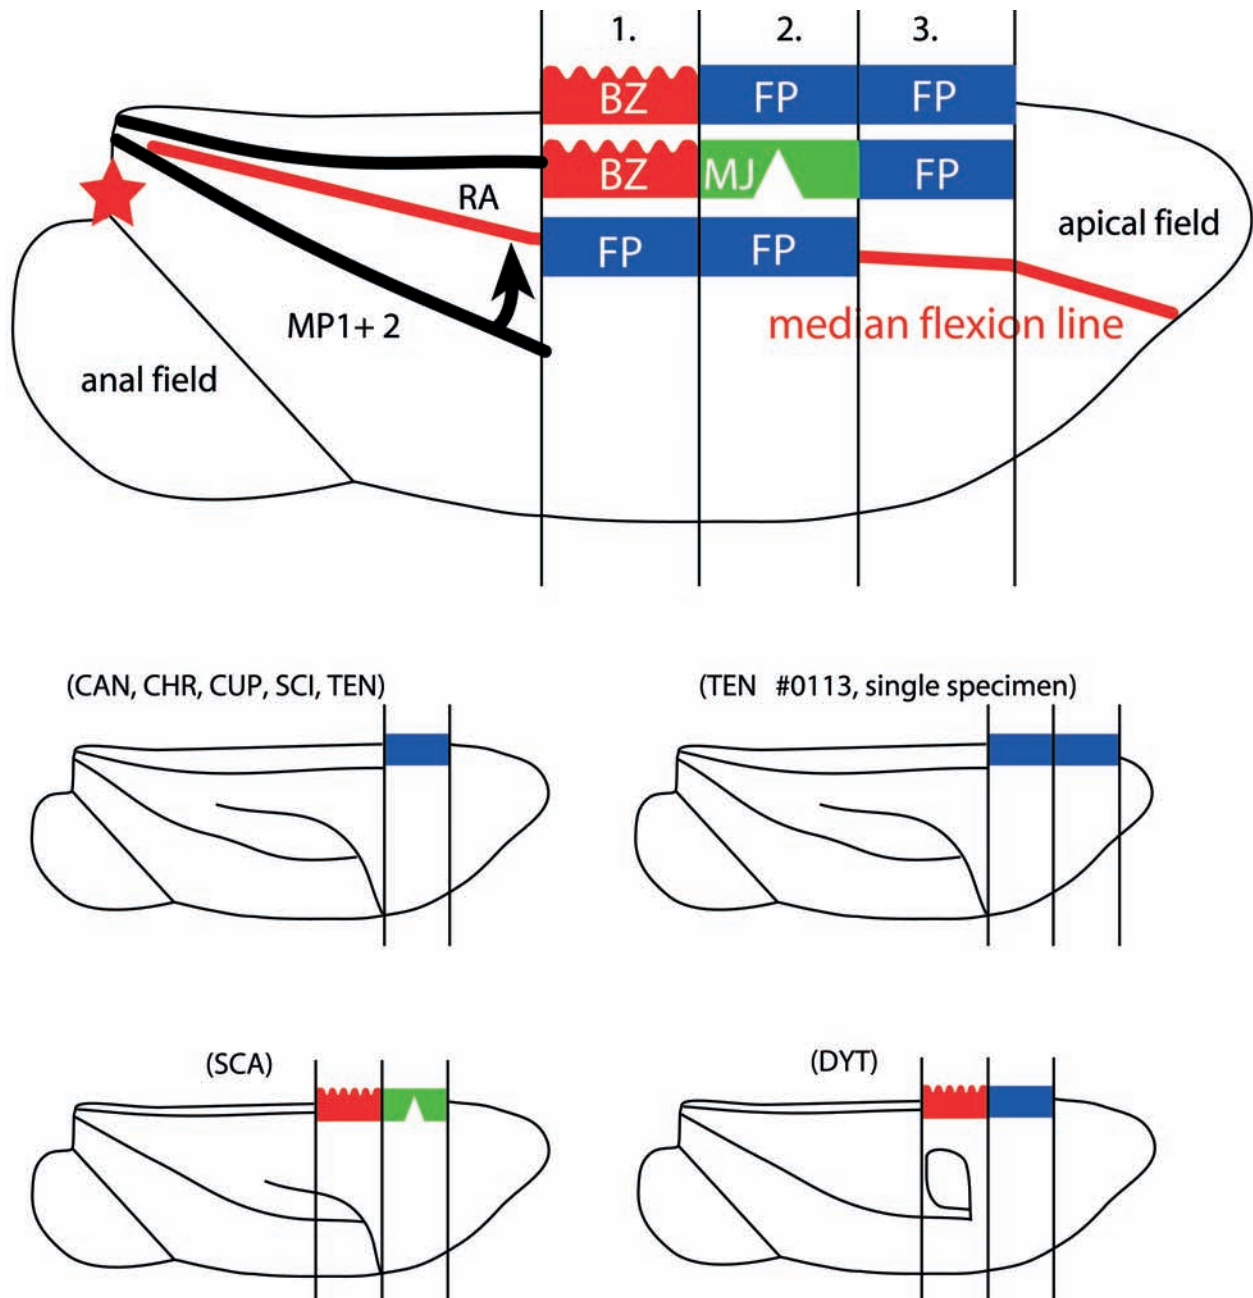 1. 2. 3.
BZ FP FP
BZ MJ FP
RA
FP FP
apical field
MP1+ 2
median flexion line
anal field
(CAN, CHR, CUP, SCI, TEN)
(TEN #0113, single specimen)
(SCA)
(DYT)